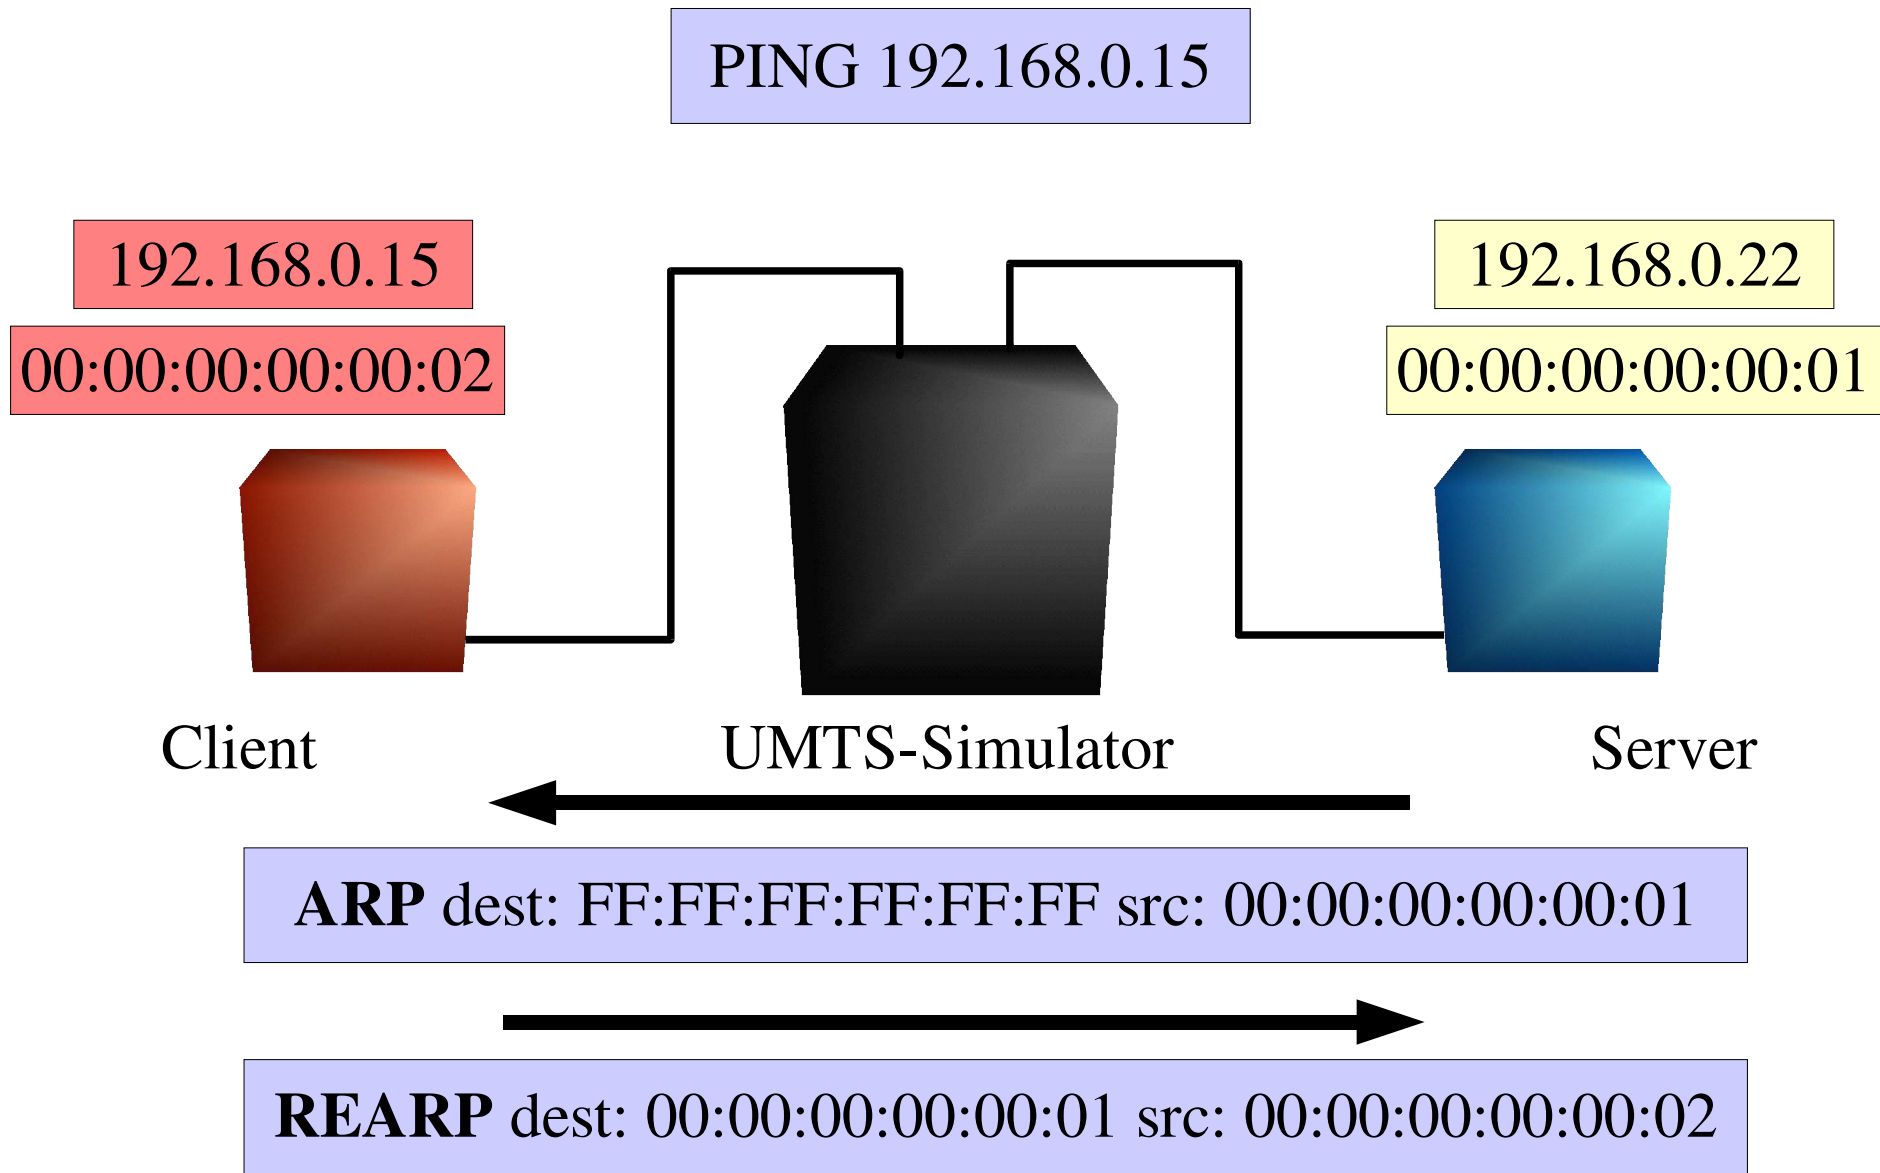 PING 192.168.0.15
192.168.0.15
192.168.0.22
00:00:00:00:00:02
00:00:00:00:00:01
Client
UMTS-Simulator
Server
ARP dest: FF:FF:FF:FF:FF:FF src: 00:00:00:00:00:01
REARP dest: 00:00:00:00:00:01 src: 00:00:00:00:00:02